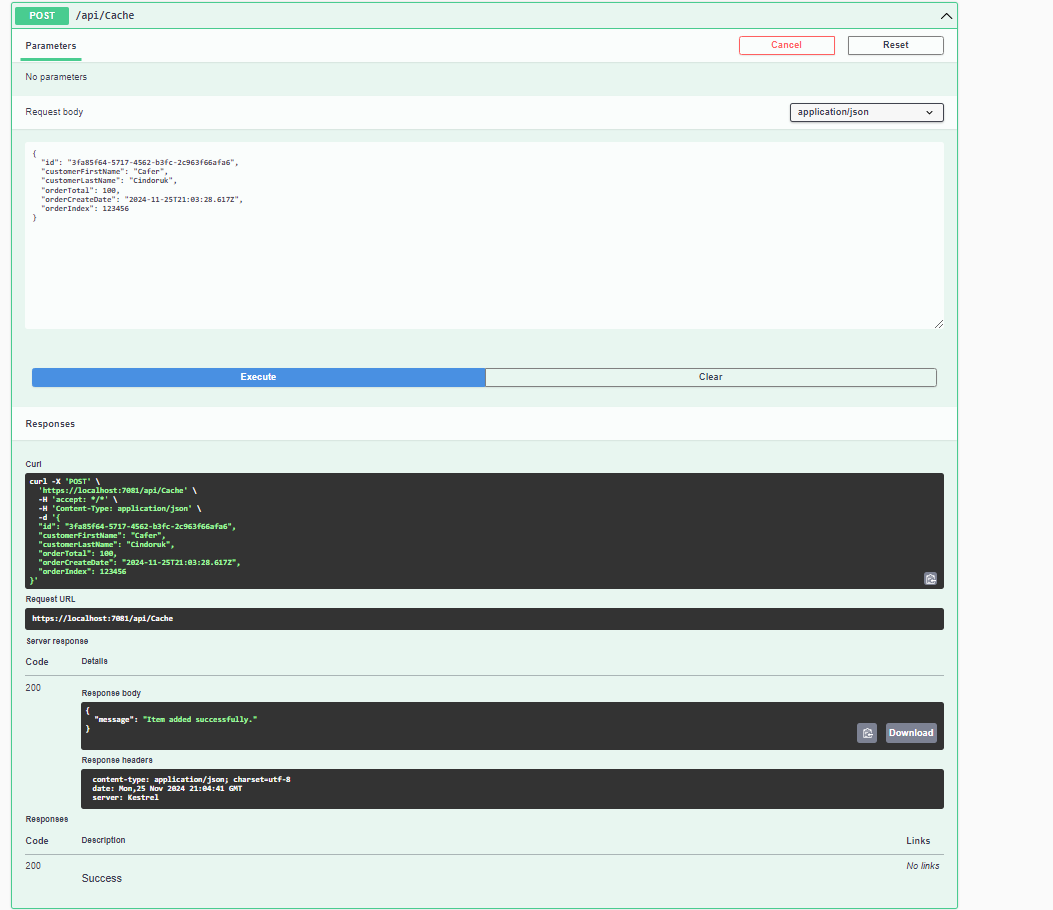 POST /api/Cache
Parameters Cancel Reset
No parameters
Request body application/json
{
  "id": "3fa85f64-5717-4562-b3fc-2c963f66afa6",
  "customerFirstName": "Cafer",
  "customerLastName": "Cindoruk",
  "orderTotal": 100,
  "orderCreateDate": "2024-11-25T21:03:28.617Z",
  "orderIndex": 123456
}
Execute Clear
Responses
Curl
curl -X 'POST' \
  'https://localhost:7081/api/Cache' \
  -H 'accept: */*' \
  -H 'Content-Type: application/json' \
  -d '{
  "id": "3fa85f64-5717-4562-b3fc-2c963f66afa6",
  "customerFirstName": "Cafer",
  "customerLastName": "Cindoruk",
  "orderTotal": 100,
  "orderCreateDate": "2024-11-25T21:03:28.617Z",
  "orderIndex": 123456
}'
Request URL
https://localhost:7081/api/Cache
Server response
Code Details
200
Response body
{
  "message": "Item added successfully."
}
Download
Response headers
content-type: application/json; charset=utf-8
date: Mon,25 Nov 2024 21:04:41 GMT
server: Kestrel
Responses
Code Description Links
200 No links
Success